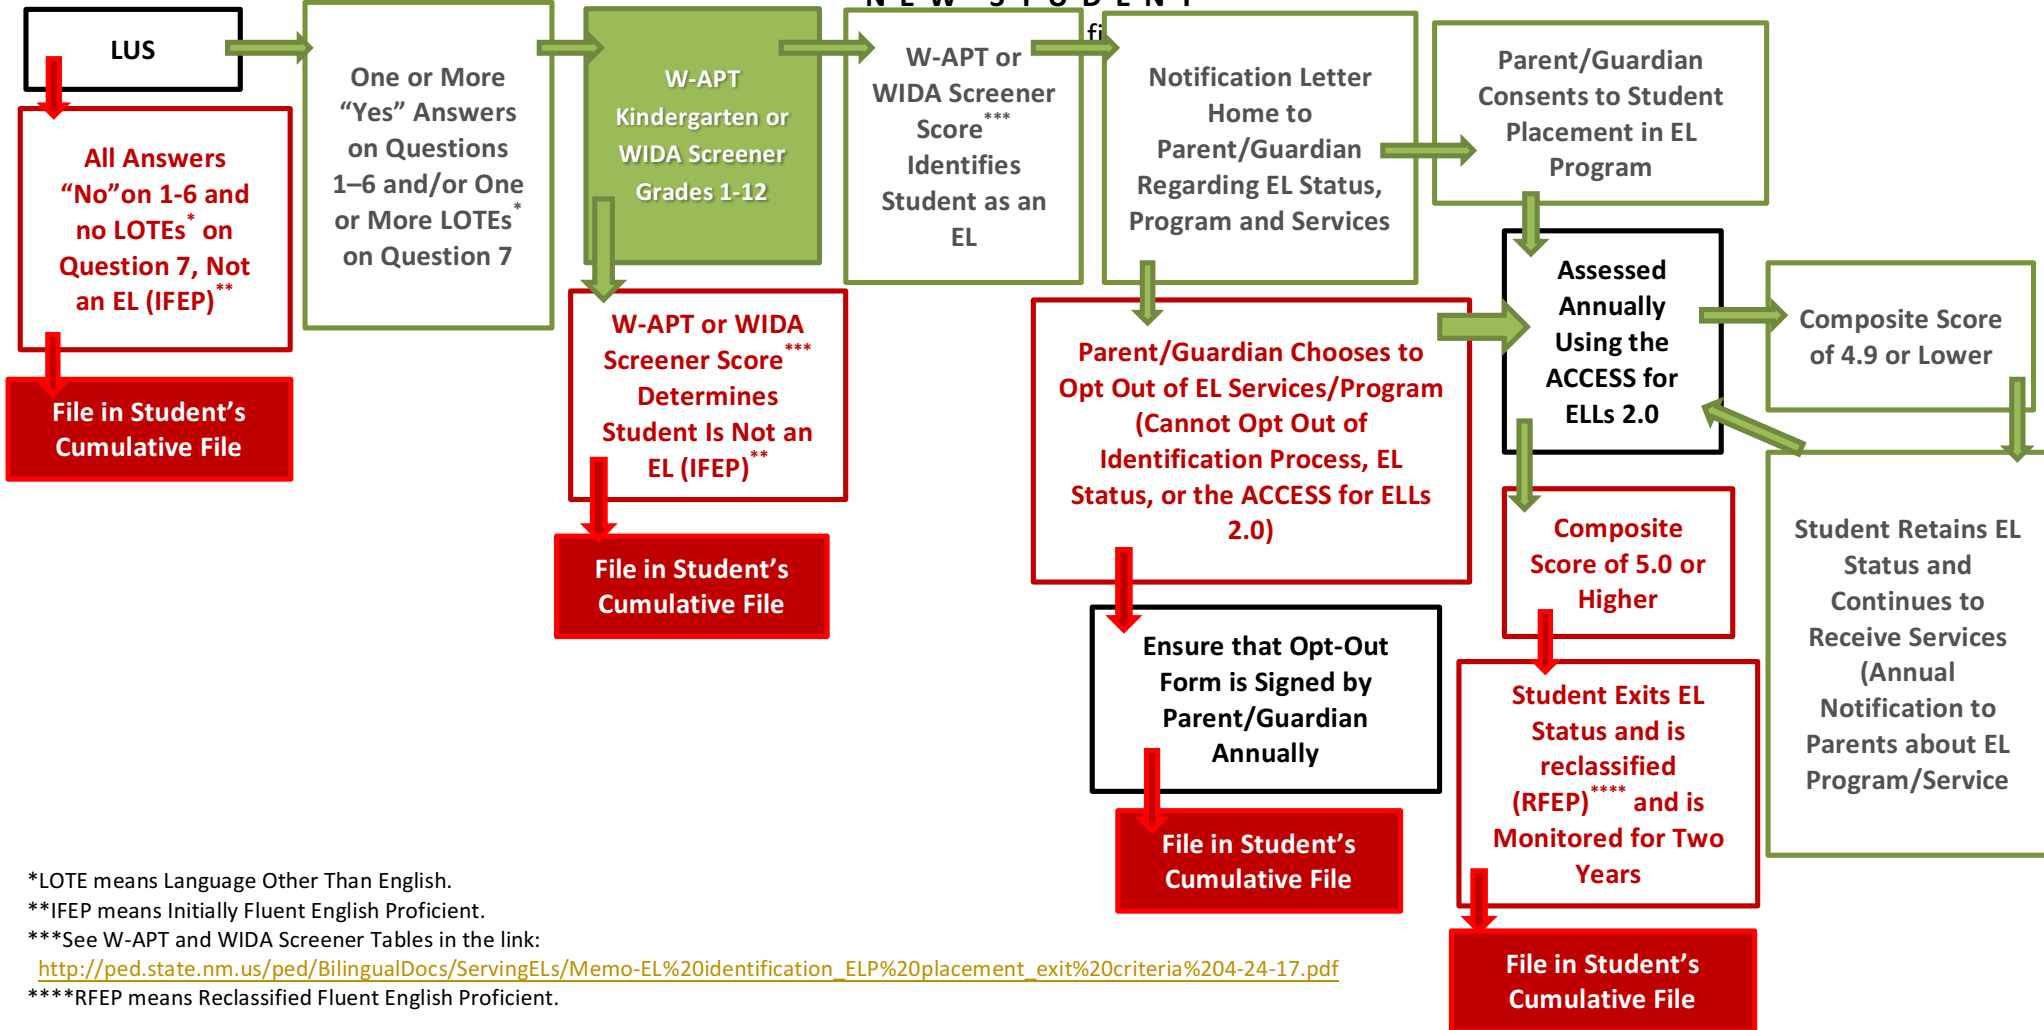 N E W S T U D E N T
fi
LUS
All Answers
“No”on 1-6 and
no LOTEs* on
Question 7, Not
an EL (IFEP)**
File in Student’s
Cumulative File
One or More
“Yes” Answers
on Questions
1–6 and/or One
or More LOTEs*
on Question 7
W-APT
Kindergarten or
WIDA Screener
Grades 1-12
W-APT or WIDA
Screener Score***
Determines
Student Is Not an
EL (IFEP)**
File in Student’s
Cumulative File
W-APT or
WIDA Screener
Score***
Identifies
Student as an
EL
Notification Letter
Home to
Parent/Guardian
Regarding EL Status,
Program and Services
Parent/Guardian
Consents to Student
Placement in EL
Program
Parent/Guardian Chooses to
Opt Out of EL Services/Program
(Cannot Opt Out of
Identification Process, EL
Status, or the ACCESS for ELLs
2.0)
Ensure that Opt-Out
Form is Signed by
Parent/Guardian
Annually
File in Student’s
Cumulative File
Assessed
Annually
Using the
ACCESS for
ELLs 2.0
Composite Score
of 4.9 or Lower
Student Retains EL
Status and
Continues to
Receive Services
(Annual
Notification to
Parents about EL
Program/Service
Composite
Score of 5.0 or
Higher
Student Exits EL
Status and is
reclassified
(RFEP)**** and is
Monitored for Two
Years
File in Student’s
Cumulative File
*LOTE means Language Other Than English.
**IFEP means Initially Fluent English Proficient.
***See W-APT and WIDA Screener Tables in the link:
http://ped.state.nm.us/ped/BilingualDocs/ServingELs/Memo-EL%20identification_ELP%20placement_exit%20criteria%204-24-17.pdf
****RFEP means Reclassified Fluent English Proficient.